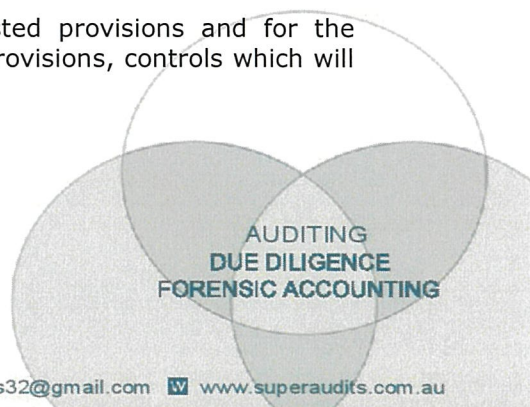 sted provisions and for the
rovisions, controls which will
AUDITING
DUE DILIGENCE
FORENSIC ACCOUNTING
s32@gmail.com W www.superaudits.com.au